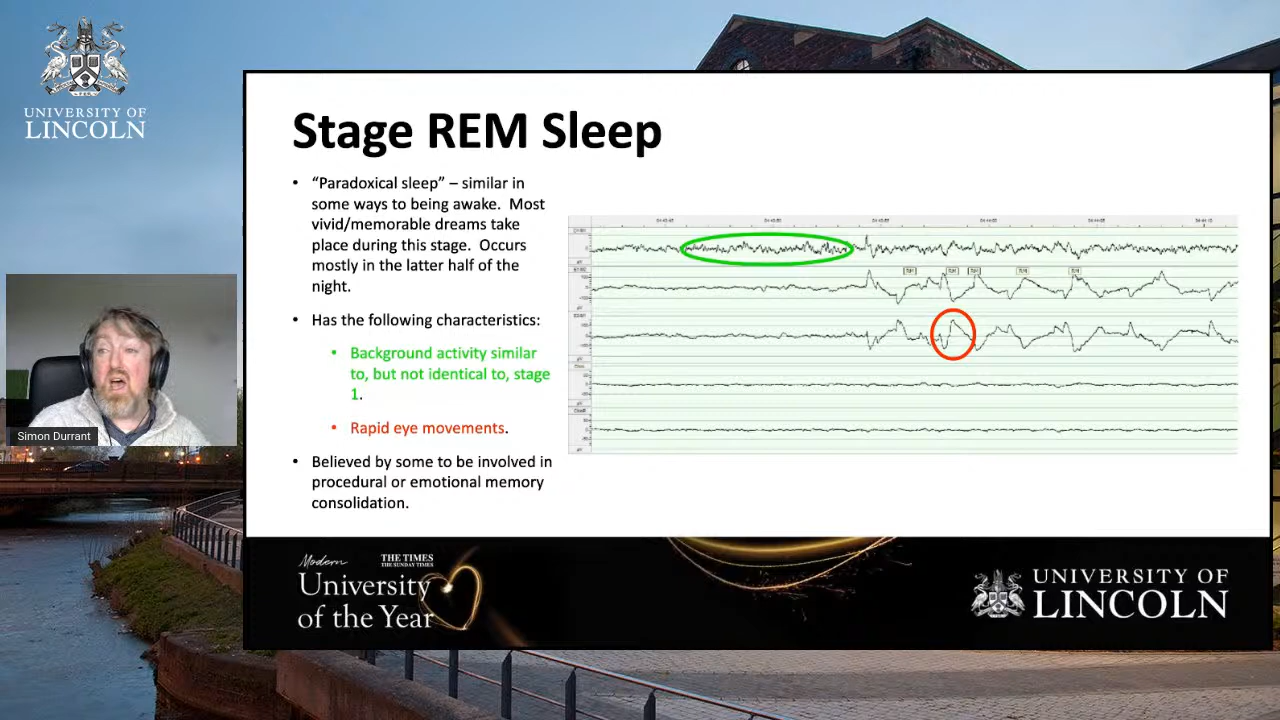 UNIVERSITY OF
LINCOLN
Stage REM Sleep
• “Paradoxical sleep” – similar in
some ways to being awake. Most
vivid/memorable dreams take
place during this stage. Occurs
mostly in the latter half of the
night.
• Has the following characteristics:
• Background activity similar
to, but not identical to, stage
1.
• Rapid eye movements.
• Believed by some to be involved in
procedural or emotional memory
consolidation.
Simon Durrant
Modern
THE TIMES
THE SUNDAY TIMES
University
of the Year
UNIVERSITY OF
LINCOLN